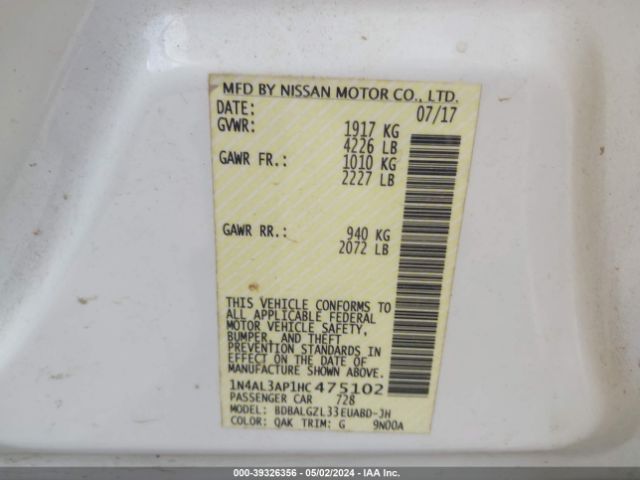 MFD BY NISSAN MOTOR CO., LTD.
DATE: 07/17
GVWR: 1917 KG
4226 LB
GAWR FR.: 1010 KG
2227 LB
GAWR RR.: 940 KG
2072 LB
THIS VEHICLE CONFORMS TO
ALL APPLICABLE FEDERAL
MOTOR VEHICLE SAFETY,
BUMPER, AND THEFT
PREVENTION STANDARDS IN
EFFECT ON THE DATE OF
MANUFACTURE SHOWN ABOVE.
1N4AL3AP1HC475102
PASSENGER CAR 728
MODEL: BDBALGZL33EUABD-JH
COLOR: QAK TRIM: G 9N00A
000-39326356 - 05/02/2024 - IAA Inc.